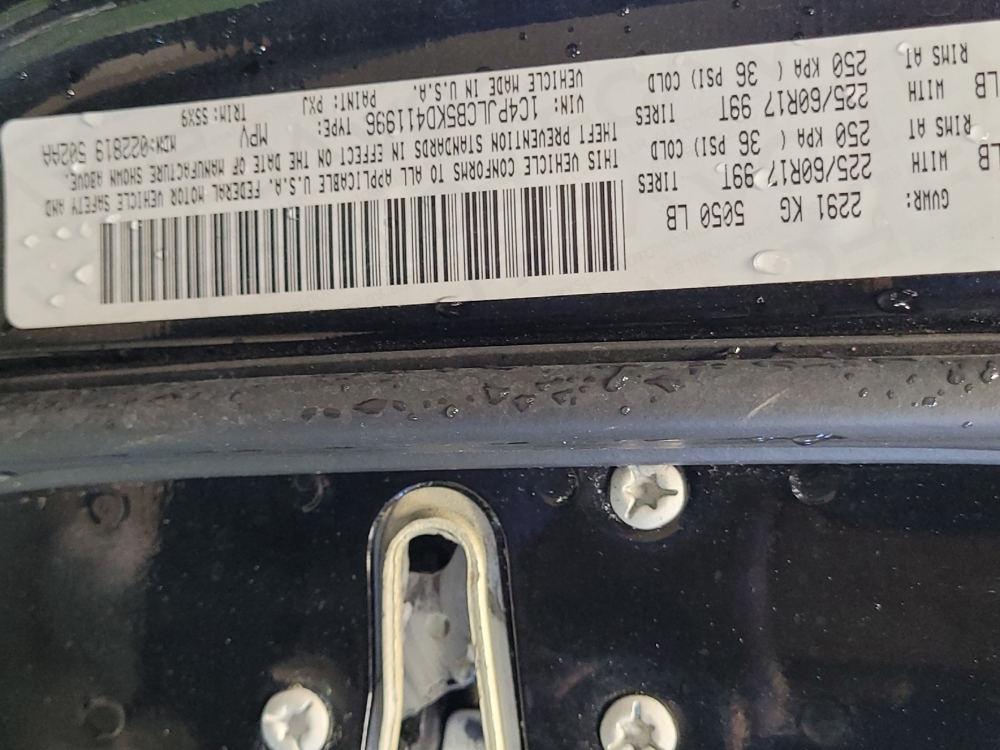 GVWR: 2291 KG 5050 LB
LB WITH 225/60R17 99T TIRES
RIMS AT 250 KPA ( 36 PSI) COLD
LB WITH 225/60R17 99T TIRES
RIMS AT 250 KPA ( 36 PSI) COLD
THIS VEHICLE CONFORMS TO ALL APPLICABLE U.S.A. FEDERAL MOTOR VEHICLE SAFETY AND
THEFT PREVENTION STANDARDS IN EFFECT ON THE DATE OF MANUFACTURE SHOWN ABOVE.
VIN: 1C4PJLCB5KD411996 TYPE: MPV MDH:022819 502AA
VEHICLE MADE IN U.S.A. PAINT: PXJ TRIM: S5X9